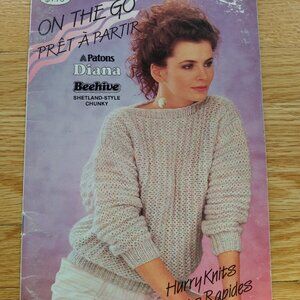 ON THE GO
PRÊT À PARTIR
Patons
Diana
Beehive
SHETLAND-STYLE
CHUNKY
Hurry Knits
Rapides